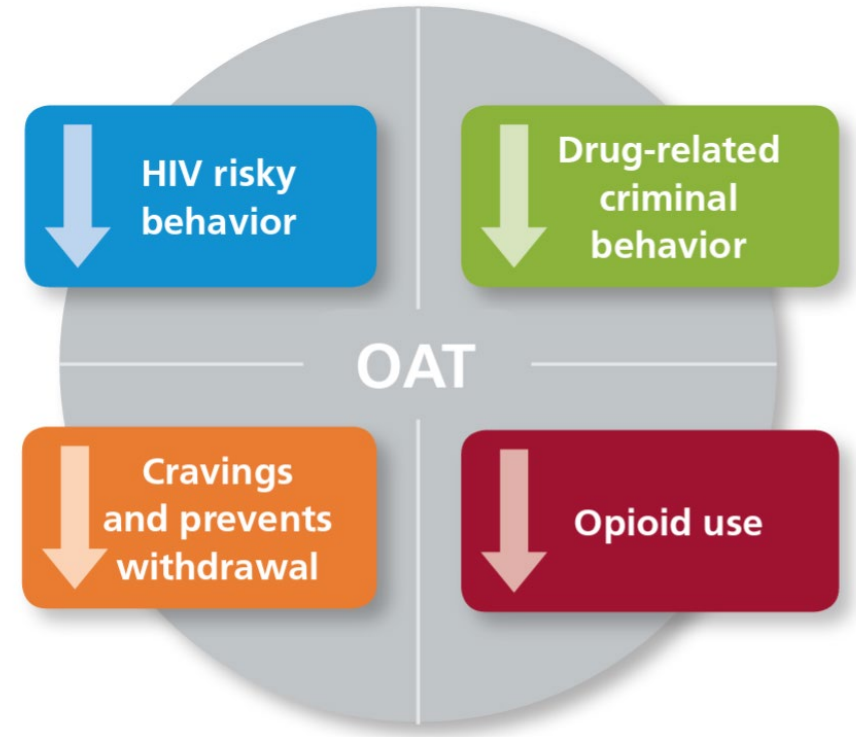 HIV risky
behavior
Drug-related
criminal
behavior
OAT
Cravings
and prevents
withdrawal
Opioid use